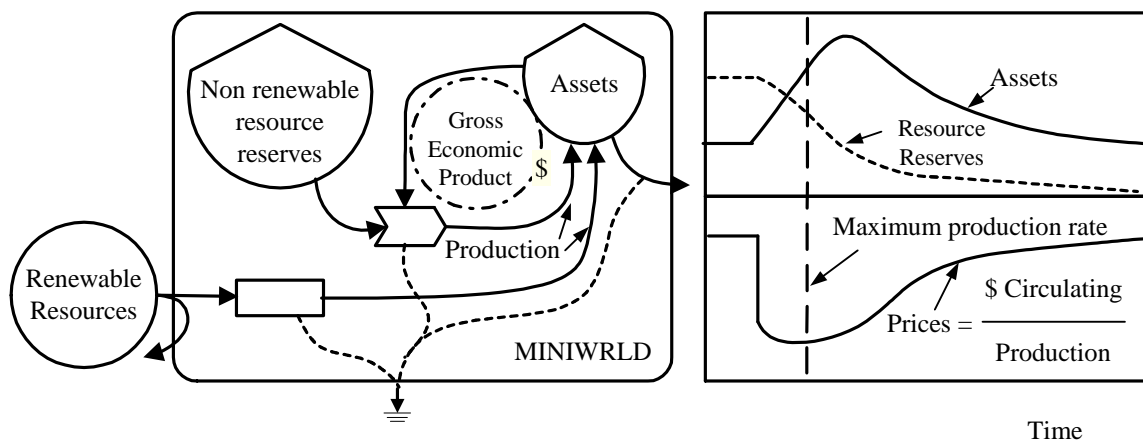 Non renewable
resource
reserves
Assets
Gross
Economic
Product
$
Production
Renewable
Resources
MINIWRLD
Assets
Resource
Reserves
Maximum production rate
Prices = $ Circulating
Production
Time